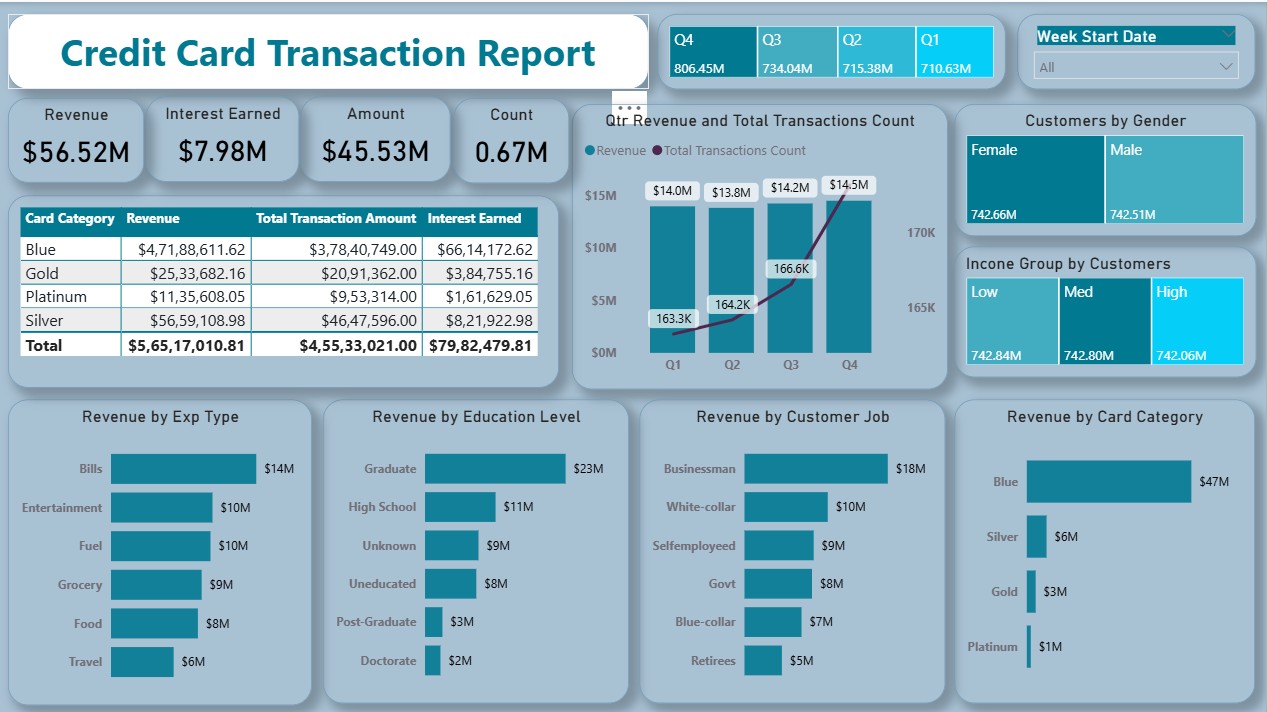 Credit Card Transaction Report
Q4
Q3
Q2
Q1
806.45M
734.04M
715.38M
710.63M
Week Start Date
All
Revenue
$56.52M
Interest Earned
$7.98M
Amount
$45.53M
Count
0.67M
Card Category Revenue Total Transaction Amount Interest Earned
Blue $4,71,88,611.62 $3,78,40,749.00 $66,14,172.62
Gold $25,33,682.16 $20,91,362.00 $3,84,755.16
Platinum $11,35,608.05 $9,53,314.00 $1,61,629.05
Silver $56,59,108.98 $46,47,596.00 $8,21,922.98
Total $5,65,17,010.81 $4,55,33,021.00 $79,82,479.81
Qtr Revenue and Total Transactions Count
Revenue Total Transactions Count
$15M
$10M
$5M
$0M
$14.0M
$13.8M
$14.2M
$14.5M
163.3K
164.2K
166.6K
170K
165K
Q1
Q2
Q3
Q4
Customers by Gender
Female
Male
742.66M
742.51M
Incone Group by Customers
Low
Med
High
742.84M
742.80M
742.06M
Revenue by Exp Type
Bills $14M
Entertainment $10M
Fuel $10M
Grocery $9M
Food $8M
Travel $6M
Revenue by Education Level
Graduate $23M
High School $11M
Unknown $9M
Uneducated $8M
Post-Graduate $3M
Doctorate $2M
Revenue by Customer Job
Businessman $18M
White-collar $10M
Selfemployeed $9M
Govt $8M
Blue-collar $7M
Retirees $5M
Revenue by Card Category
Blue $47M
Silver $6M
Gold $3M
Platinum $1M